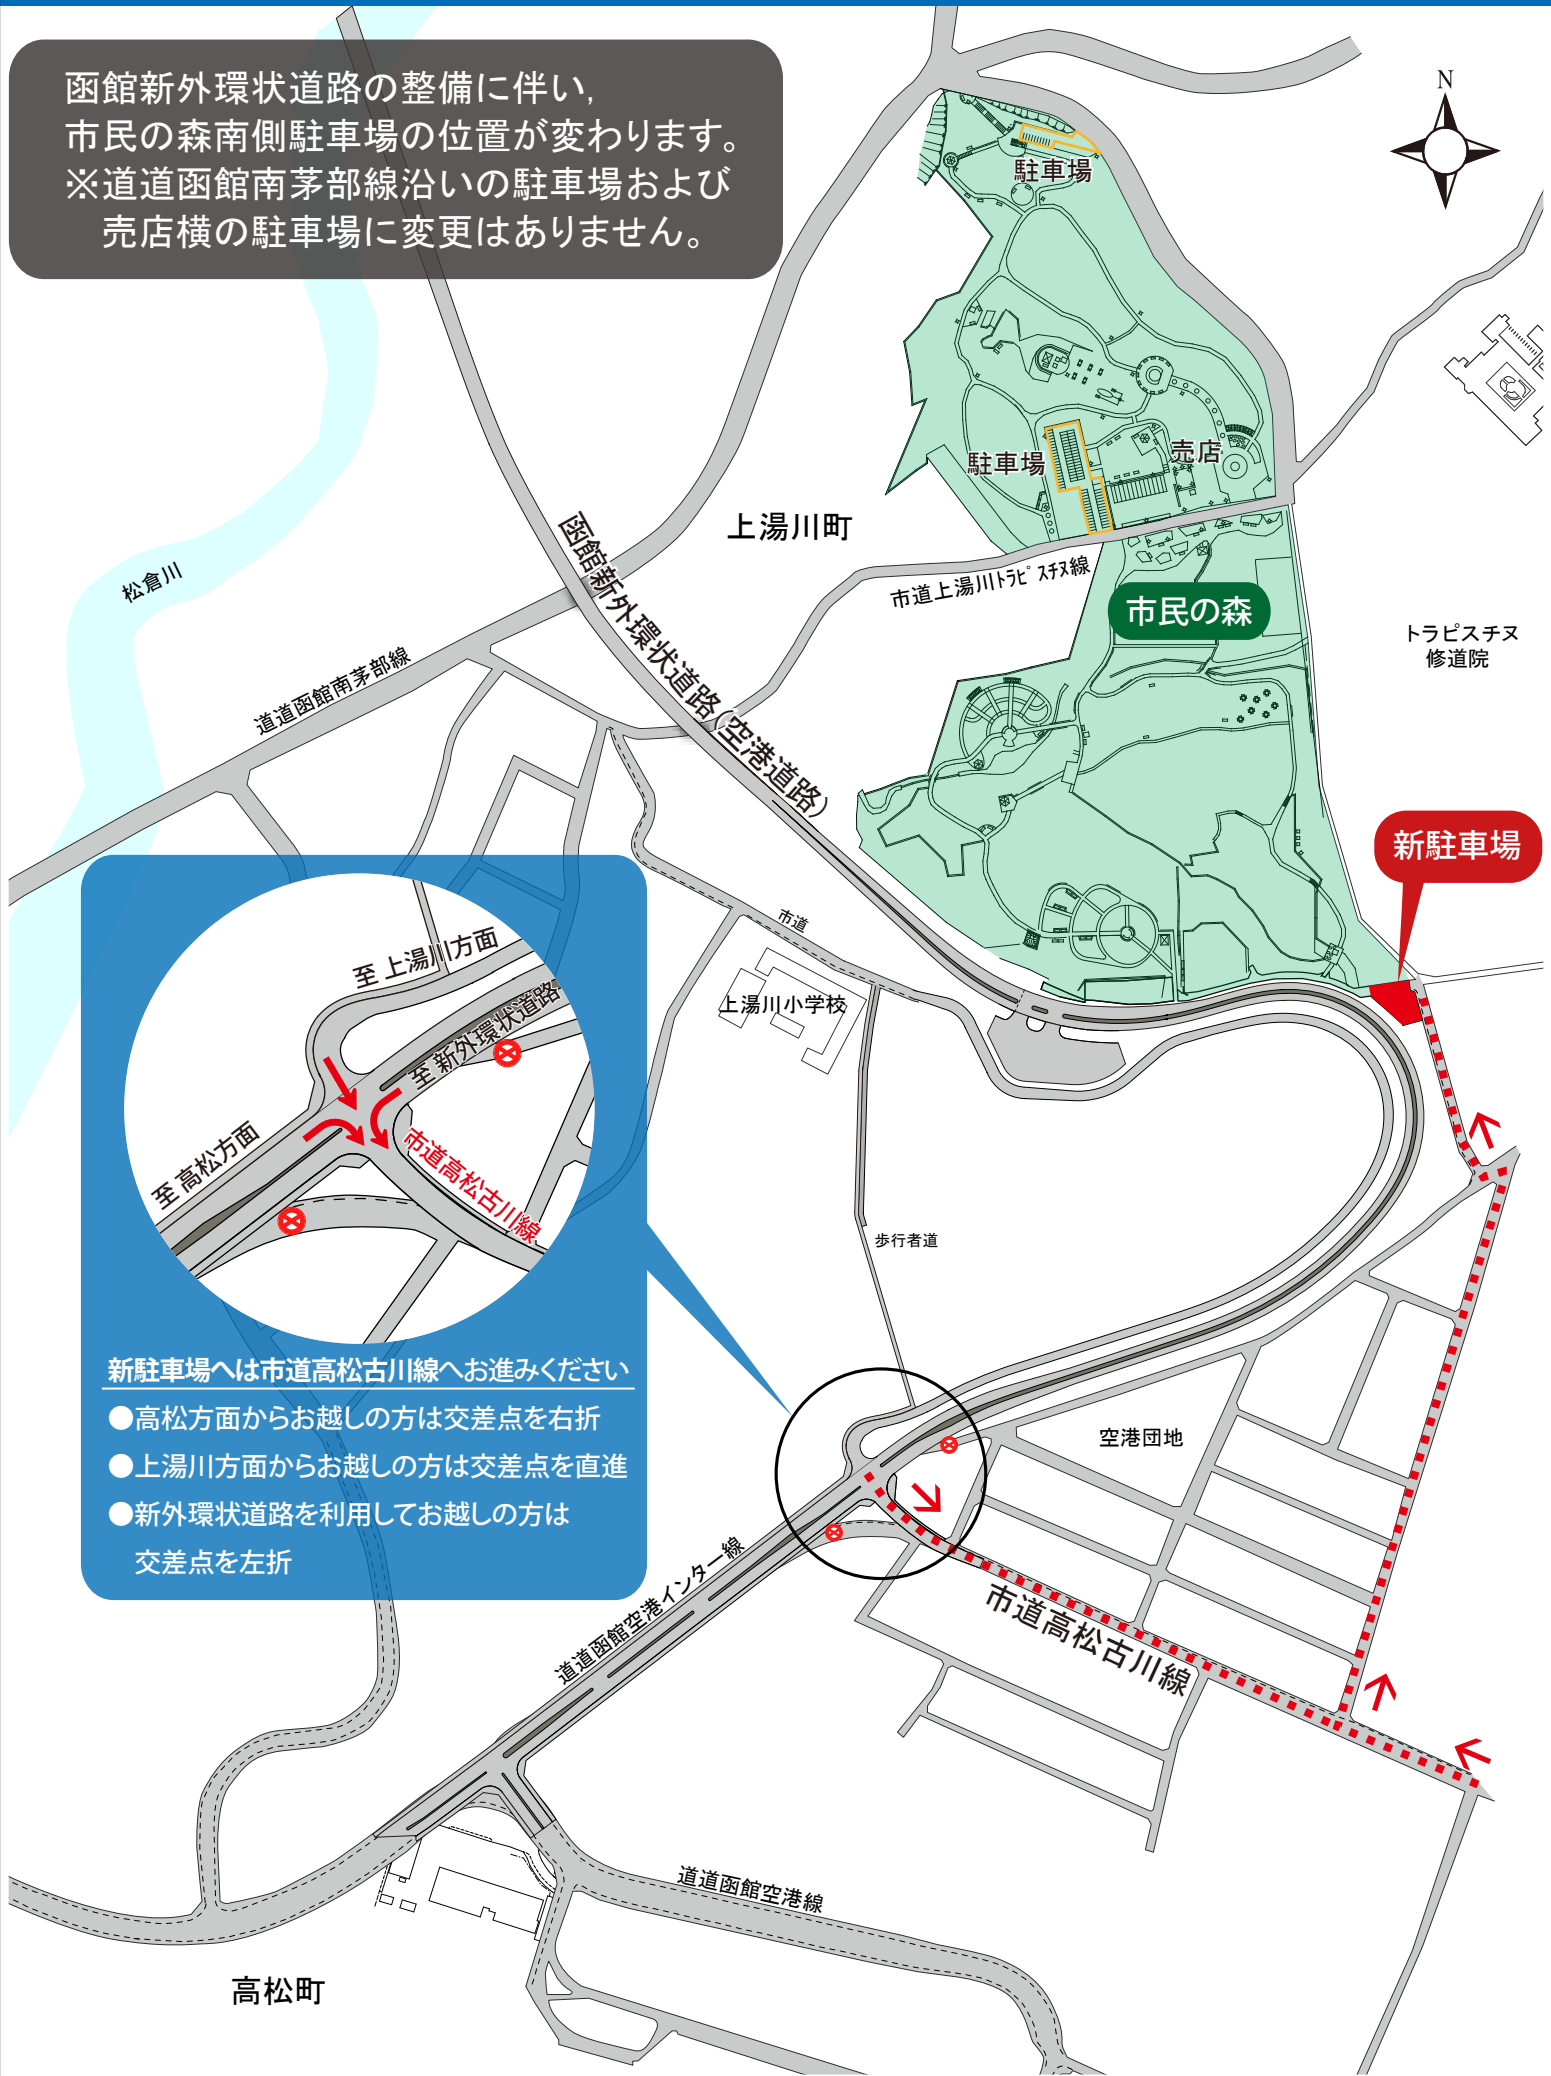 函館新外環状道路の整備に伴い,
市民の森南側駐車場の位置が変わります。
※道道函館南茅部線沿いの駐車場および
売店横の駐車場に変更はありません。
N
駐車場
駐車場
売店
上湯川町
函館新外環状道路(空港道路)
松倉川
市道上湯川トラピスチヌ線
市民の森
トラピスチヌ
修道院
道道函館南茅部線
新駐車場
市道
上湯川小学校
至 上湯川方面
至 新外環状道路
至 高松方面
市道高松古川線
歩行者道
新駐車場へは市道高松古川線へお進みください
●高松方面からお越しの方は交差点を右折
●上湯川方面からお越しの方は交差点を直進
●新外環状道路を利用してお越しの方は
交差点を左折
空港団地
道道函館空港インター線
市道高松古川線
道道函館空港線
高松町